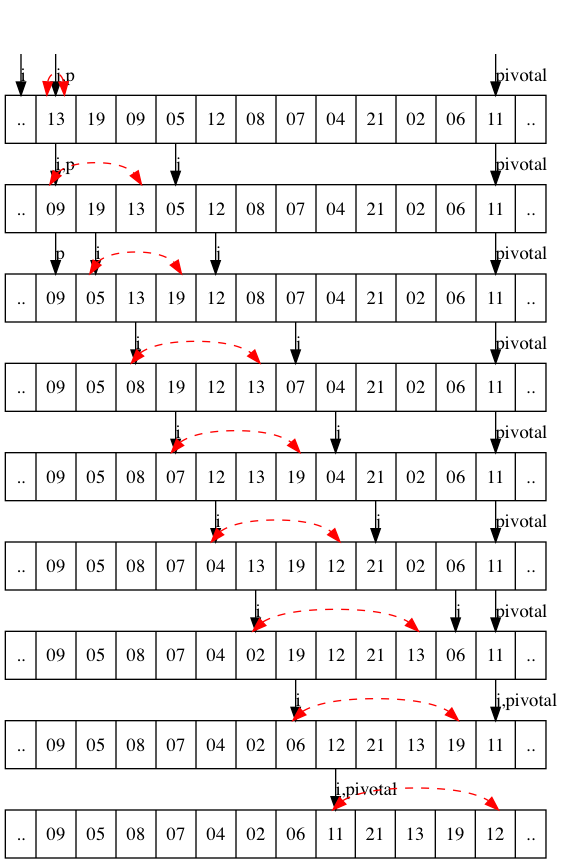 i j,p pivotal
.. 13 19 09 05 12 08 07 04 21 02 06 11 ..
i,p j pivotal
.. 09 19 13 05 12 08 07 04 21 02 06 11 ..
p i j pivotal
.. 09 05 13 19 12 08 07 04 21 02 06 11 ..
i j pivotal
.. 09 05 08 19 12 13 07 04 21 02 06 11 ..
i j pivotal
.. 09 05 08 07 12 13 19 04 21 02 06 11 ..
i j pivotal
.. 09 05 08 07 04 13 19 12 21 02 06 11 ..
i j pivotal
.. 09 05 08 07 04 02 19 12 21 13 06 11 ..
i j,pivotal
.. 09 05 08 07 04 02 06 12 21 13 19 11 ..
i,pivotal
.. 09 05 08 07 04 02 06 11 21 13 19 12 ..